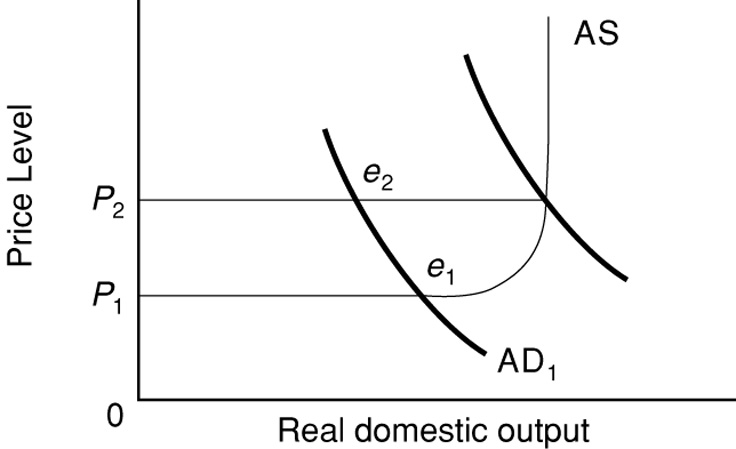 AS
Price Level
P2
e2
P1
e1
AD1
0
Real domestic output